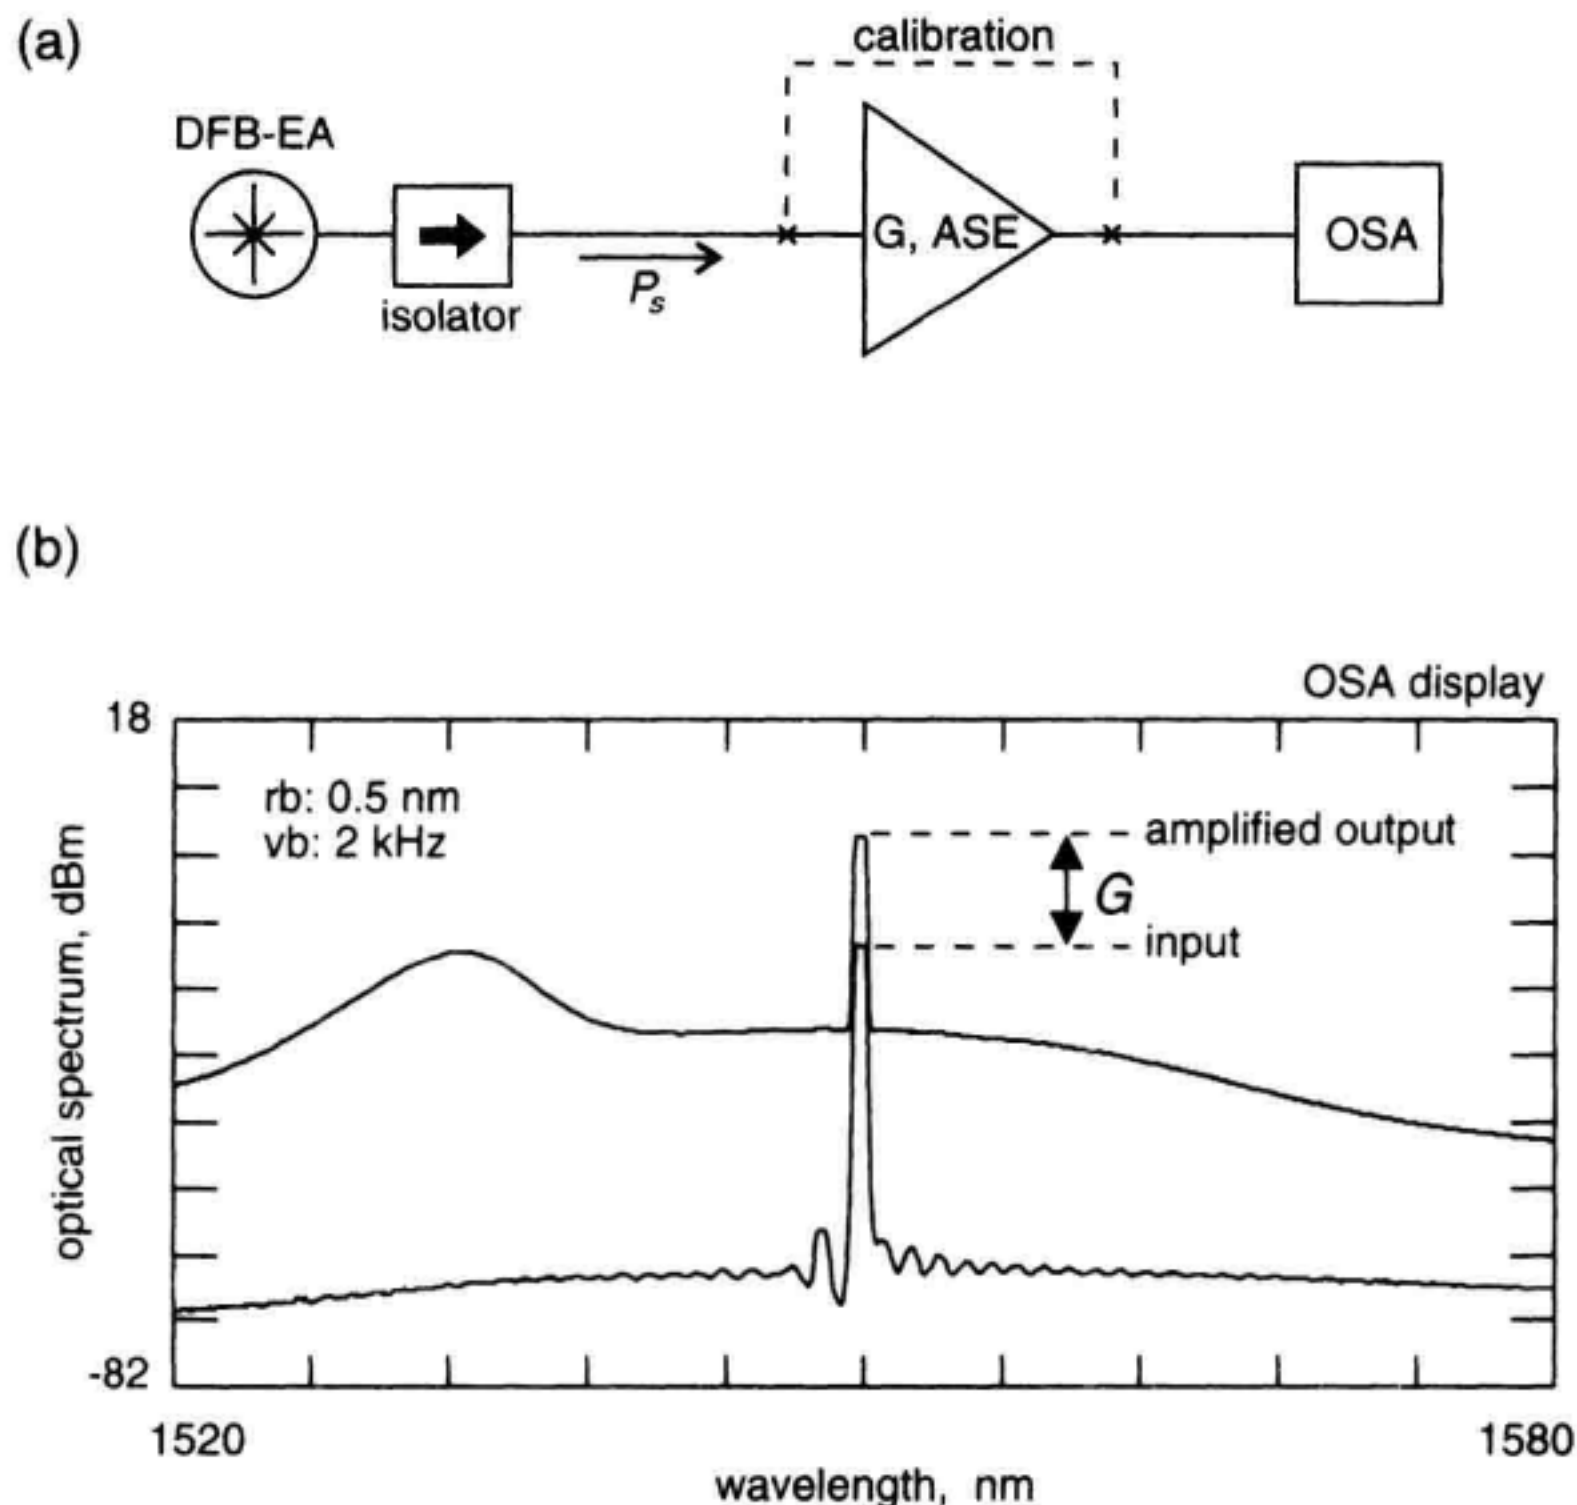 (a)
calibration
DFB-EA
G, ASE
OSA
P_s
isolator
(b)
OSA display
18
rb: 0.5 nm
vb: 2 kHz
amplified output
G
input
optical spectrum, dBm
-82
1520
1580
wavelength, nm